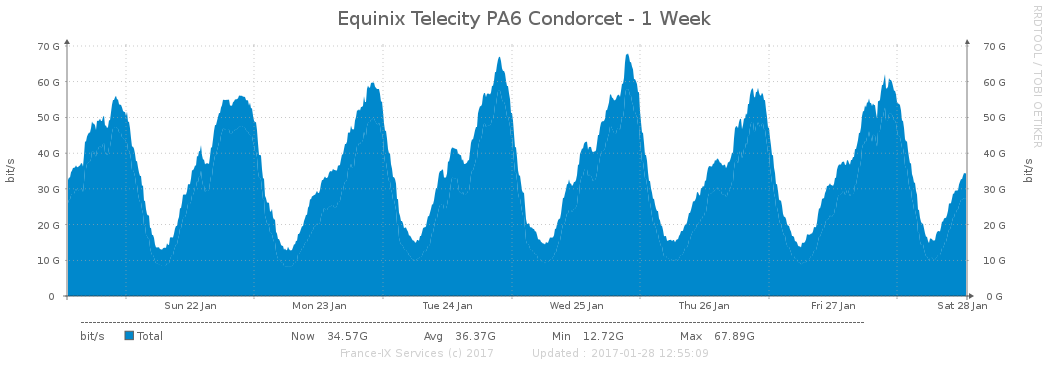 Equinix Telecity PA6 Condorcet - 1 Week
RRDTOOL / TOBI OETIKER
bit/s
70 G
60 G
50 G
40 G
30 G
20 G
10 G
0
70 G
60 G
50 G
40 G
30 G
20 G
10 G
0 G
bit/s
Sun 22 Jan Mon 23 Jan Tue 24 Jan Wed 25 Jan Thu 26 Jan Fri 27 Jan Sat 28 Jan
bit/s Total Now 34.57G Avg 36.37G Min 12.72G Max 67.89G
France-IX Services (c) 2017 Updated : 2017-01-28 12:55:09